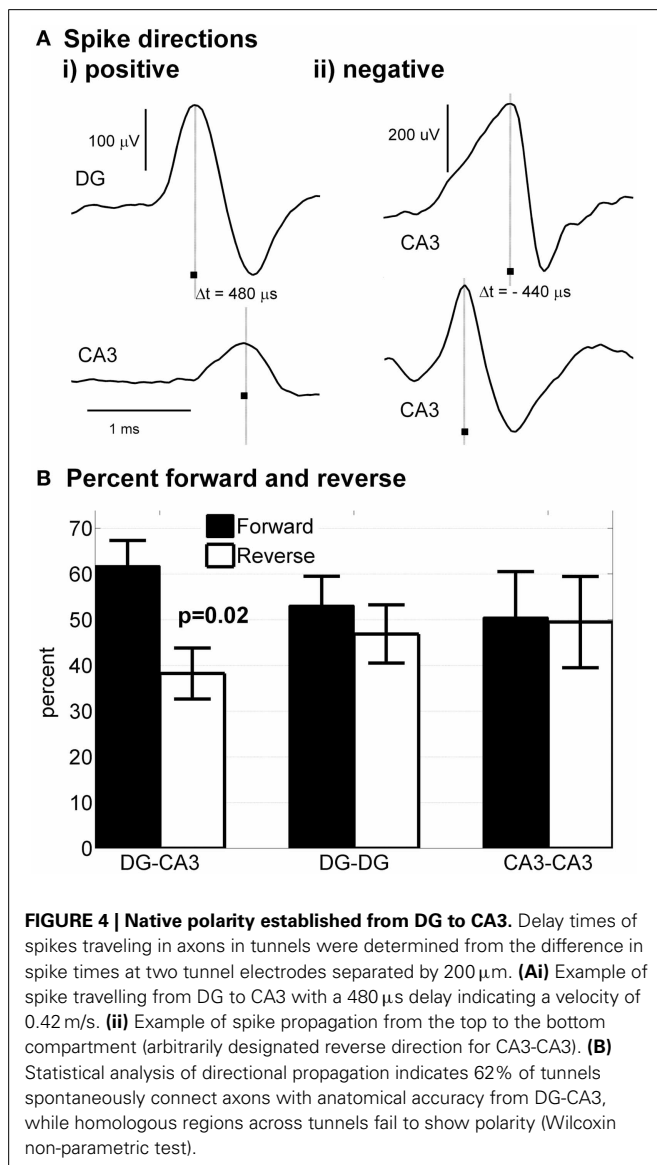 A Spike directions
i) positive
ii) negative
100 μV
200 uV
DG
CA3
Δt = 480 μs
Δt = - 440 μs
CA3
CA3
1 ms
B Percent forward and reverse
70
60
50
40
30
20
10
0
percent
Forward
Reverse
p=0.02
DG-CA3
DG-DG
CA3-CA3
FIGURE 4 | Native polarity established from DG to CA3. Delay times of
spikes traveling in axons in tunnels were determined from the difference in
spike times at two tunnel electrodes separated by 200 μm. (Ai) Example of
spike travelling from DG to CA3 with a 480 μs delay indicating a velocity of
0.42 m/s. (ii) Example of spike propagation from the top to the bottom
compartment (arbitrarily designated reverse direction for CA3-CA3). (B)
Statistical analysis of directional propagation indicates 62% of tunnels
spontaneously connect axons with anatomical accuracy from DG-CA3,
while homologous regions across tunnels fail to show polarity (Wilcoxin
non-parametric test).